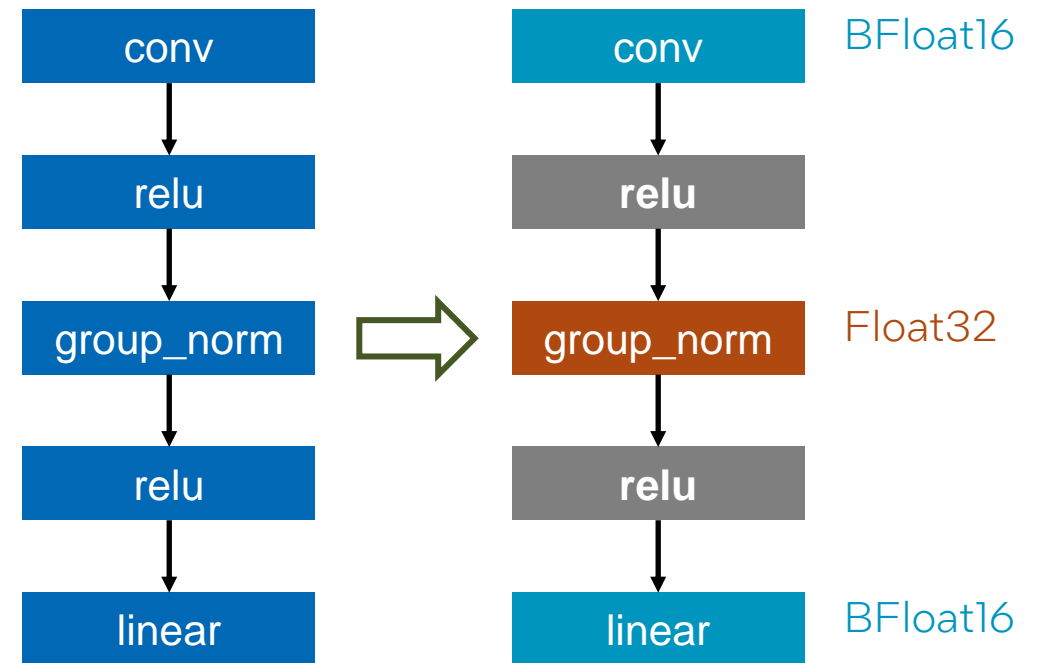 conv
relu
group_norm
relu
linear
conv
BFloat16
relu
group_norm
Float32
relu
linear
BFloat16